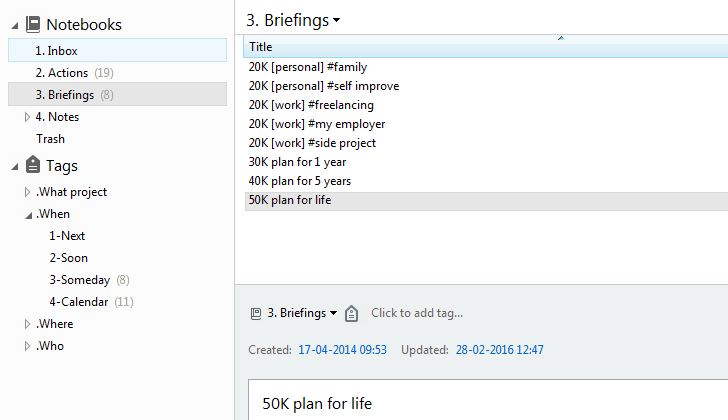 Notebooks
1. Inbox
2. Actions (19)
3. Briefings (8)
4. Notes
Trash
Tags
.What project
.When
1-Next
2-Soon
3-Someday (8)
4-Calendar (11)
.Where
.Who
3. Briefings
Title
20K [personal] #family
20K [personal] #self improve
20K [work] #freelancing
20K [work] #my employer
20K [work] #side project
30K plan for 1 year
40K plan for 5 years
50K plan for life
3. Briefings Click to add tag...
Created: 17-04-2014 09:53 Updated: 28-02-2016 12:47
50K plan for life